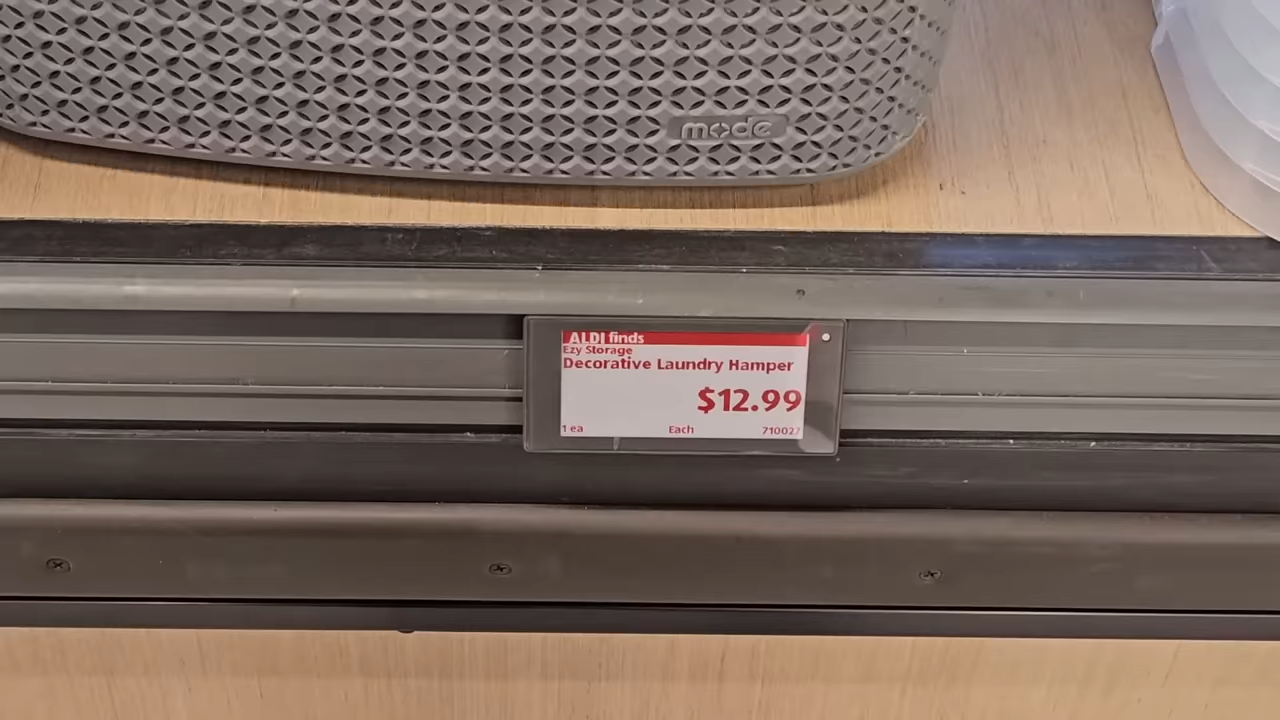 mode
ALDI finds
Ezy Storage
Decorative Laundry Hamper
$12.99
1 ea Each 710027